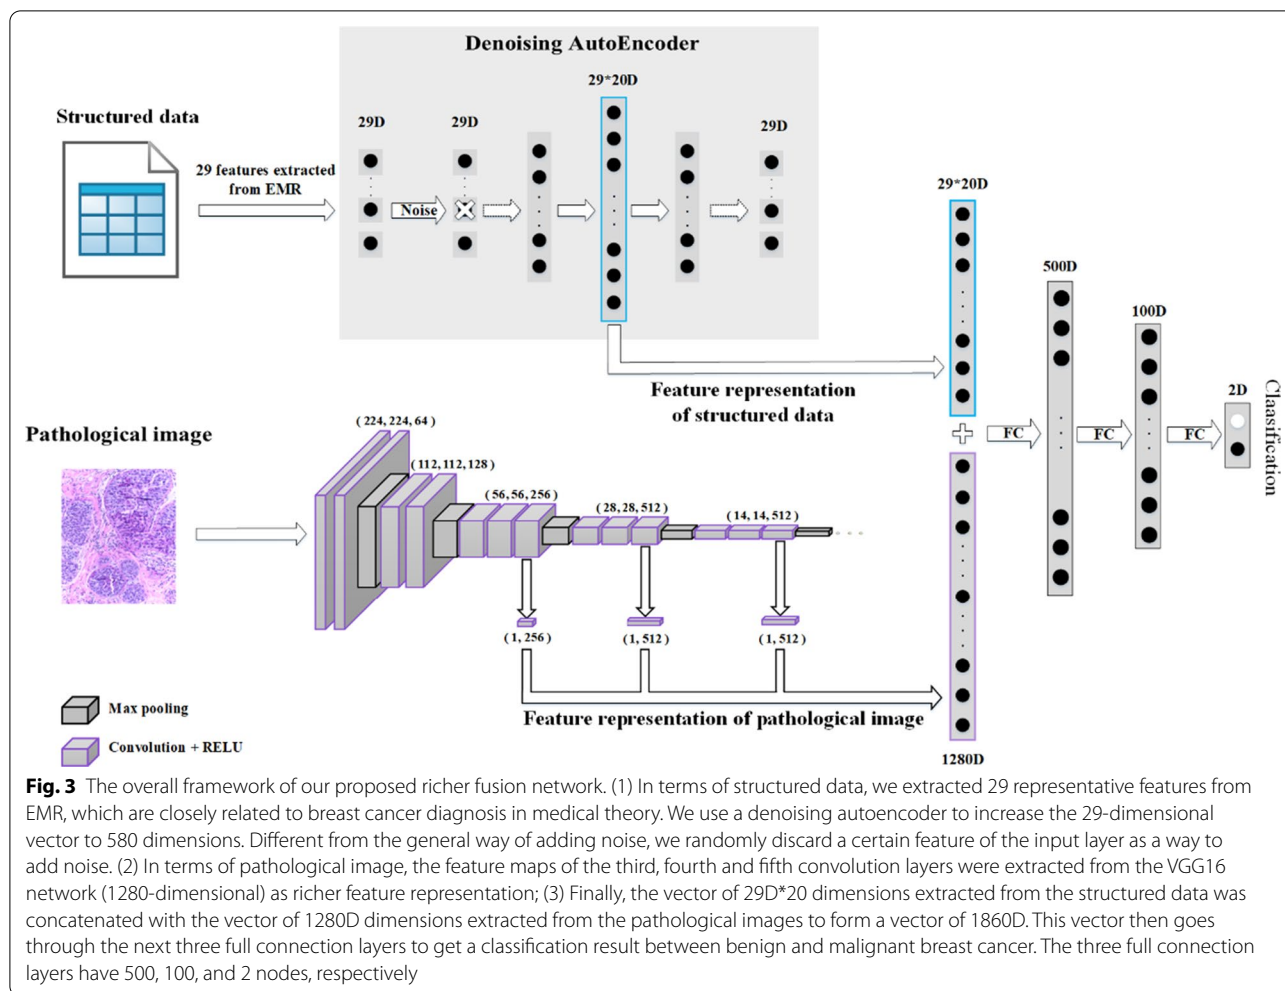 Denoising AutoEncoder
29*20D
Structured data
29D
29D
29D
29 features extracted
from EMR
Noise
29*20D
500D
100D
2D
Feature representation
of structured data
Claasification
Pathological image
( 224, 224, 64 )
( 112, 112, 128 )
( 56, 56, 256 )
( 28, 28, 512 )
( 14, 14, 512 )
FC
FC
FC
( 1, 256 )
( 1, 512 )
( 1, 512 )
Max pooling
Feature representation of pathological image
Convolution + RELU
1280D
Fig. 3 The overall framework of our proposed richer fusion network. (1) In terms of structured data, we extracted 29 representative features from
EMR, which are closely related to breast cancer diagnosis in medical theory. We use a denoising autoencoder to increase the 29-dimensional
vector to 580 dimensions. Different from the general way of adding noise, we randomly discard a certain feature of the input layer as a way to
add noise. (2) In terms of pathological image, the feature maps of the third, fourth and fifth convolution layers were extracted from the VGG16
network (1280-dimensional) as richer feature representation; (3) Finally, the vector of 29D*20 dimensions extracted from the structured data was
concatenated with the vector of 1280D dimensions extracted from the pathological images to form a vector of 1860D. This vector then goes
through the next three full connection layers to get a classification result between benign and malignant breast cancer. The three full connection
layers have 500, 100, and 2 nodes, respectively